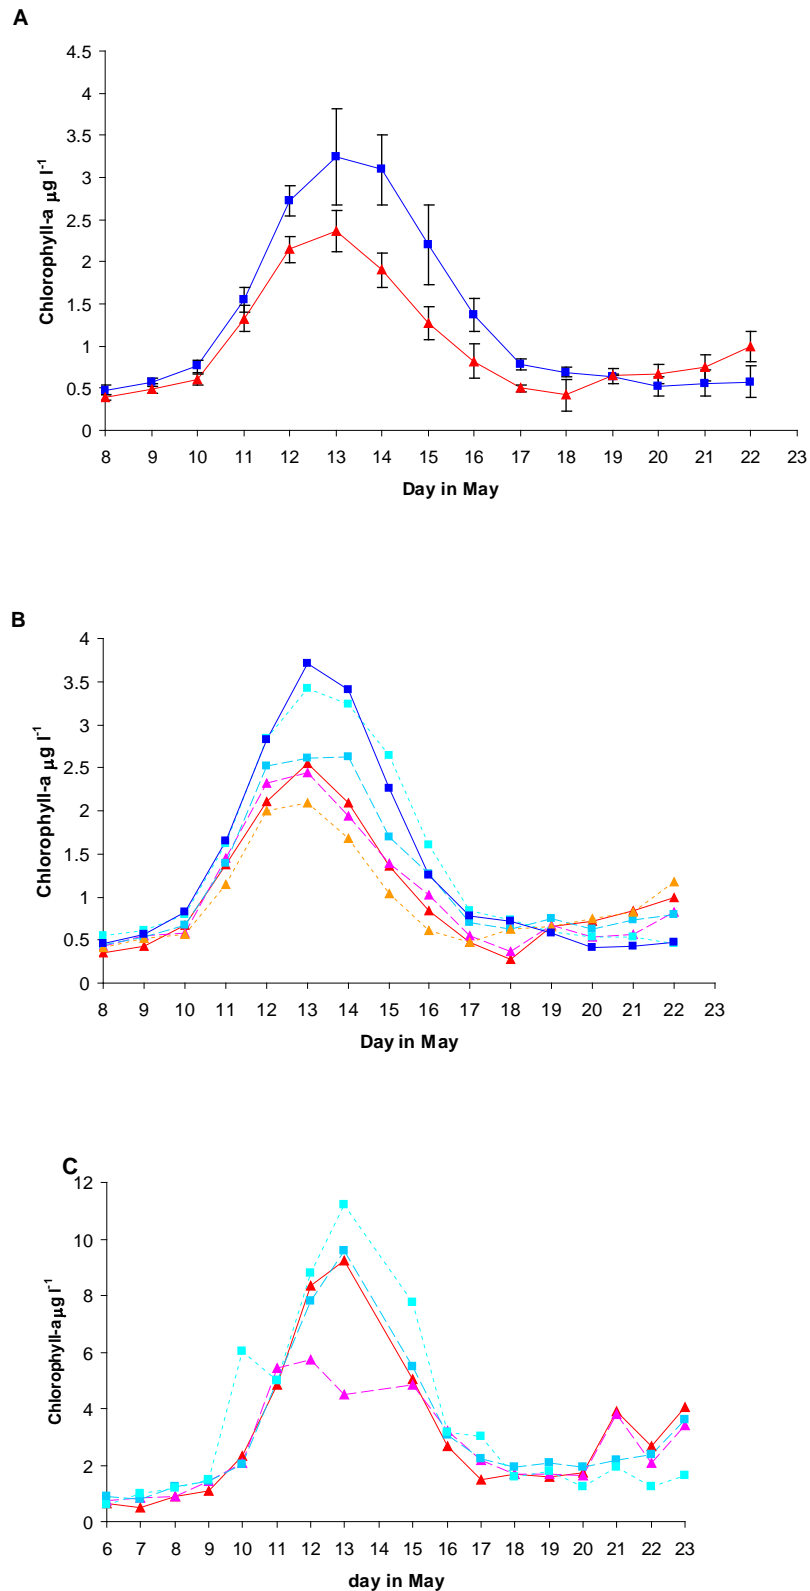 A
4.5
4
3.5
3
2.5
2
1.5
1
0.5
0
Chlorophyll-a µg l-1
8 9 10 11 12 13 14 15 16 17 18 19 20 21 22 23
Day in May
B
4
3.5
3
2.5
2
1.5
1
0.5
0
Chlorophyll-a µg l-1
8 9 10 11 12 13 14 15 16 17 18 19 20 21 22 23
Day in May
C
12
10
8
6
4
2
0
Chlorophyll-aµg l-1
6 7 8 9 10 11 12 13 14 15 16 17 18 19 20 21 22 23
day in May